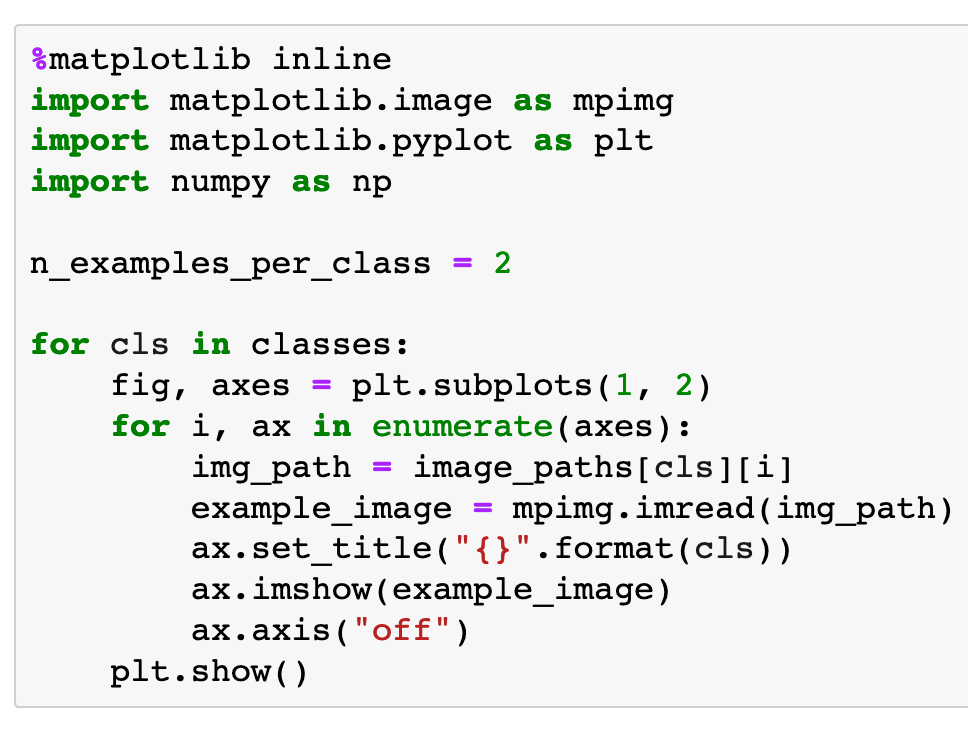 %matplotlib inline
import matplotlib.image as mpimg
import matplotlib.pyplot as plt
import numpy as np

n_examples_per_class = 2

for cls in classes:
    fig, axes = plt.subplots(1, 2)
    for i, ax in enumerate(axes):
        img_path = image_paths[cls][i]
        example_image = mpimg.imread(img_path)
        ax.set_title("{}".format(cls))
        ax.imshow(example_image)
        ax.axis("off")
    plt.show()